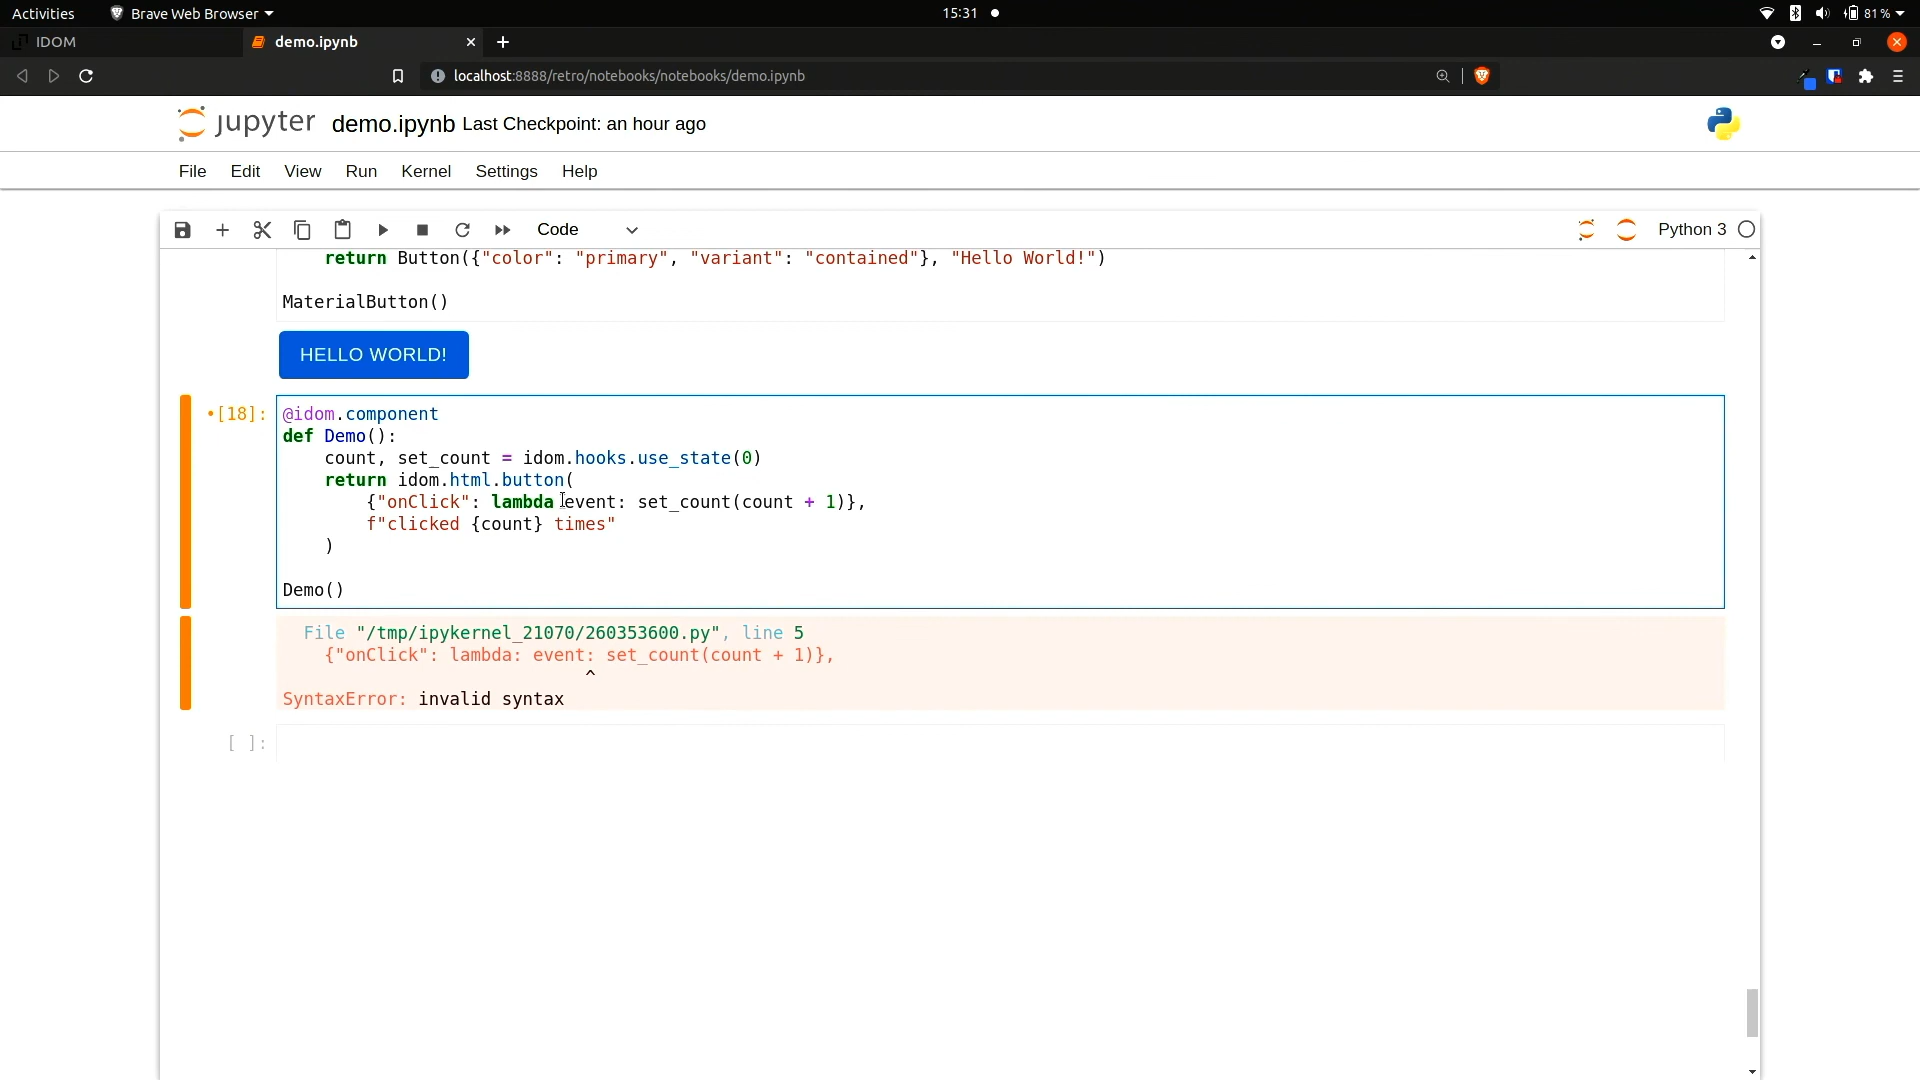 Activities Brave Web Browser 15:31 81 %
IDOM demo.ipynb
localhost:8888/retro/notebooks/notebooks/demo.ipynb
jupyter demo.ipynb Last Checkpoint: an hour ago
File Edit View Run Kernel Settings Help
Code Python 3
return Button({"color": "primary", "variant": "contained"}, "Hello World!")
MaterialButton()
HELLO WORLD!
•[18]: @idom.component
def Demo():
count, set_count = idom.hooks.use_state(0)
return idom.html.button(
{"onClick": lambda event: set_count(count + 1)},
f"clicked {count} times"
)
Demo()
File "/tmp/ipykernel_21070/260353600.py", line 5
{"onClick": lambda: event: set_count(count + 1)},
^
SyntaxError: invalid syntax
[ ]: